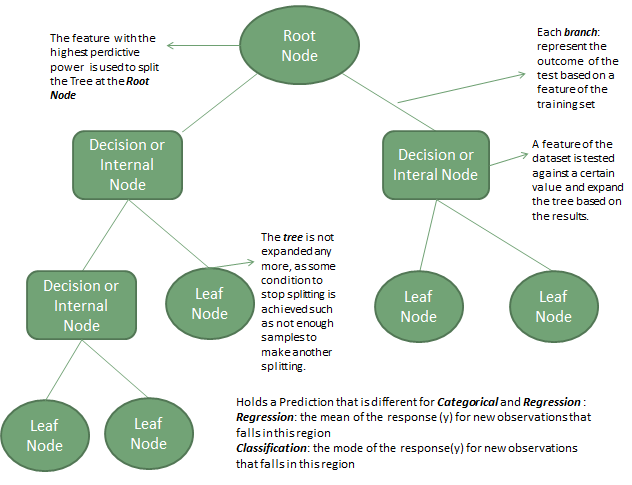 The feature with the
highest perdictive
power is used to split
the Tree at the Root
Node
Root
Node
Each branch:
represent the
outcome of the
test based on a
feature of the
training set
Decision or
Internal
Node
Decision or
Interal Node
A feature of the
dataset is tested
against a certain
value and expand
the tree based on
the results.
The tree is not
expanded any
more, as some
condition to
stop splitting is
achieved such
as not enough
samples to
make another
splitting.
Decision or
Internal
Node
Leaf
Node
Leaf
Node
Leaf
Node
Leaf
Node
Leaf
Node
Holds a Prediction that is different for Categorical and Regression :
Regression: the mean of the response (y) for new observations that
falls in this region
Classification: the mode of the response(y) for new observations
that falls in this region